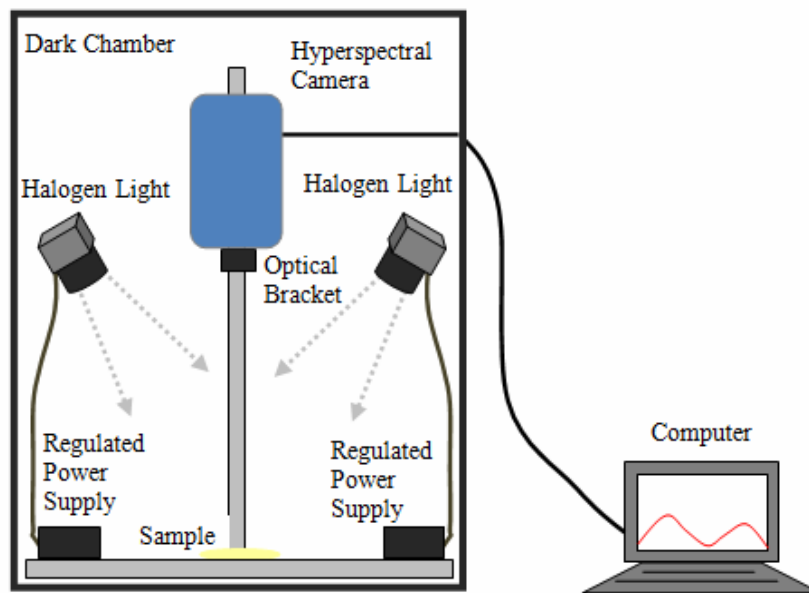 Dark Chamber
Hyperspectral
Camera
Halogen Light
Halogen Light
Optical
Bracket
Regulated
Power
Supply
Regulated
Power
Supply
Sample
Computer